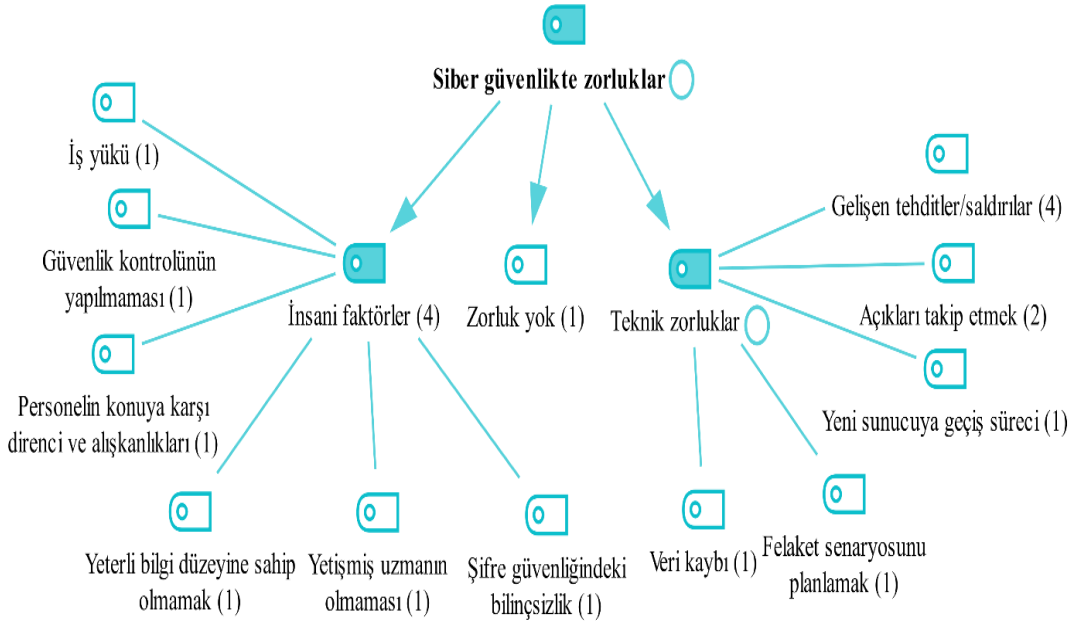 Siber güvenlikte zorluklar
İş yükü (1)
Güvenlik kontrolünün
yapılmaması (1)
Personelin konuya karşı
direnci ve alışkanlıkları (1)
İnsani faktörler (4)
Zorluk yok (1)
Teknik zorluklar
Gelişen tehditler/saldırılar (4)
Açıkları takip etmek (2)
Yeni sunucuya geçiş süreci (1)
Yeterli bilgi düzeyine sahip
olmamak (1)
Yetişmiş uzmanın
olmaması (1)
Şifre güvenliğindeki
bilinçsizlik (1)
Veri kaybı (1)
Felaket senaryosunu
planlamak (1)